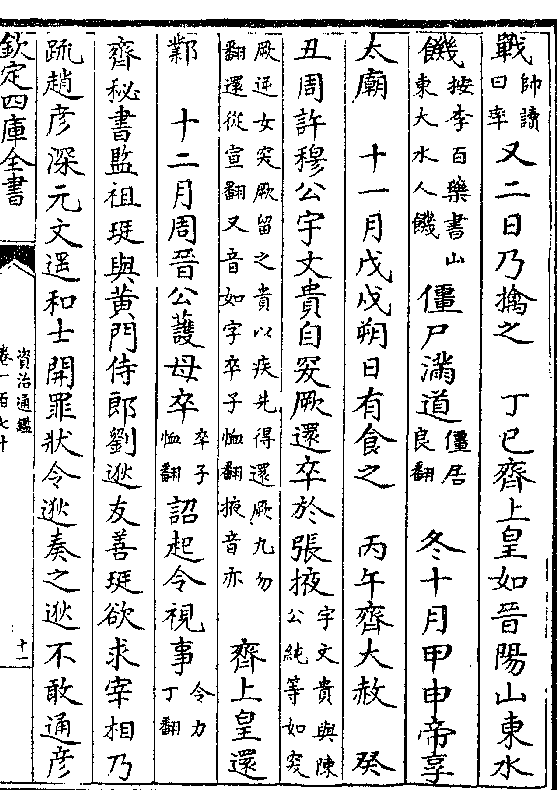 戰帥讀曰率又二日乃擒之 丁巳齊上皇如晉陽山東水
饑按李百藥書山東大水人饑僵尸滿道僵居良翻 冬十月甲申帝享
太廟 十一月戊戌朔日有食之 丙午齊大赦 癸
丑周許穆公宇文貴自突厥還卒於張掖宇文貴與陳公純等如突
厥逆女突厥留之貴以疾先得還厥九勿翻還從宣翻又音如字卒子恤翻掖音亦 齊上皇還
鄴 十二月周晉公護母卒卒子恤翻詔起令視事令力丁翻
齊秘書監祖珽與黃門侍郎劉逖友善珽欲求宰相乃
疏趙彥深元文遥和士開罪狀令逖奏之逖不敢通彥
欽定四庫全書
資治通鑑
卷一百七十